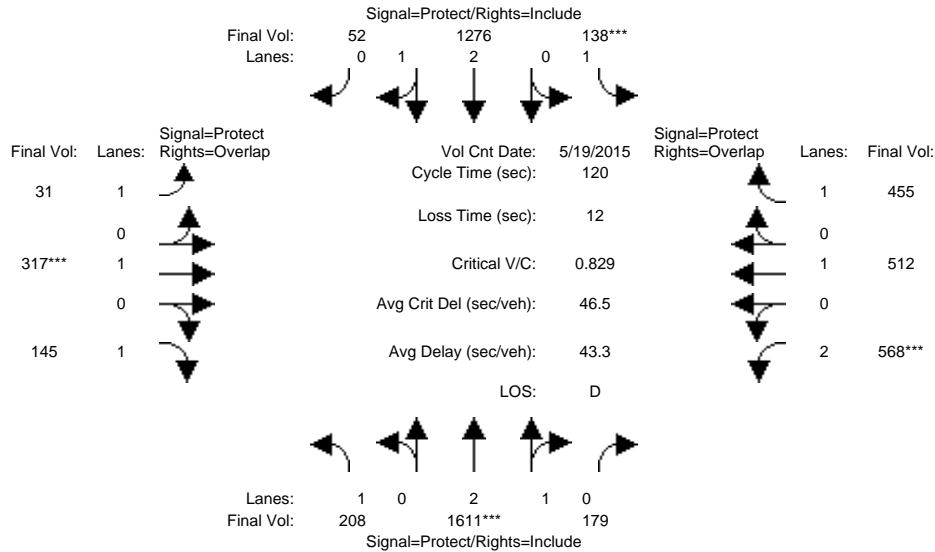 Signal=Protect/Rights=Include
Final Vol: 52 1276 138***
Lanes: 0 1 2 0 1
Signal=Protect
Final Vol: Lanes: Rights=Overlap
Vol Cnt Date: 5/19/2015
Signal=Protect
Rights=Overlap Lanes: Final Vol:
Cycle Time (sec): 120
31 1
1 455
Loss Time (sec): 12
0
0
317*** 1
Critical V/C: 0.829
1 512
0
Avg Crit Del (sec/veh): 46.5
0
145 1
Avg Delay (sec/veh): 43.3
2 568***
LOS: D
Lanes: 1 0 2 1 0
Final Vol: 208 1611*** 179
Signal=Protect/Rights=Include